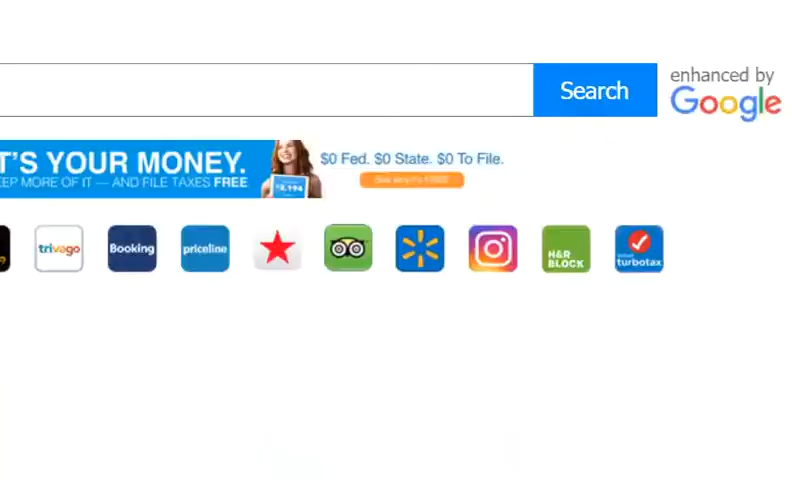 enhanced by
Search
Google
T'S YOUR MONEY.
EEP MORE OF IT — AND FILE TAXES FREE
$0 Fed. $0 State. $0 To File.
trivago
Booking
priceline
H&R
BLOCK
turbotax